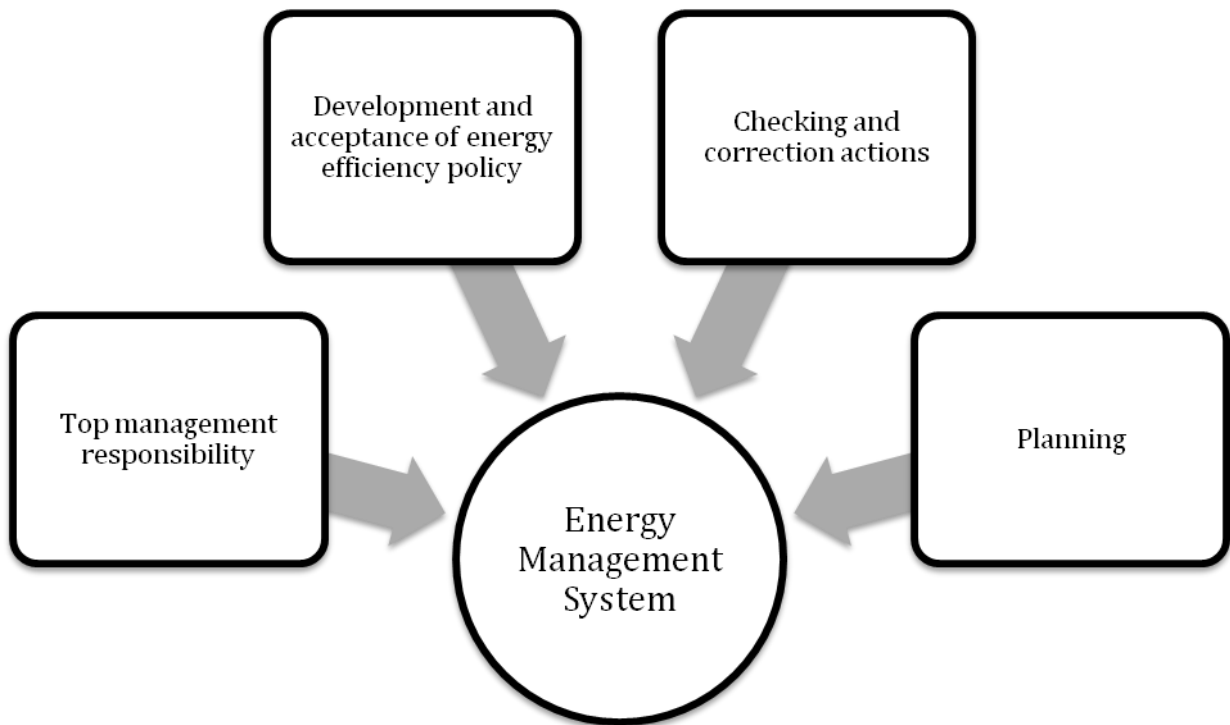 Development and
acceptance of energy
efficiency policy
Checking and
correction actions
Top management
responsibility
Planning
Energy
Management
System